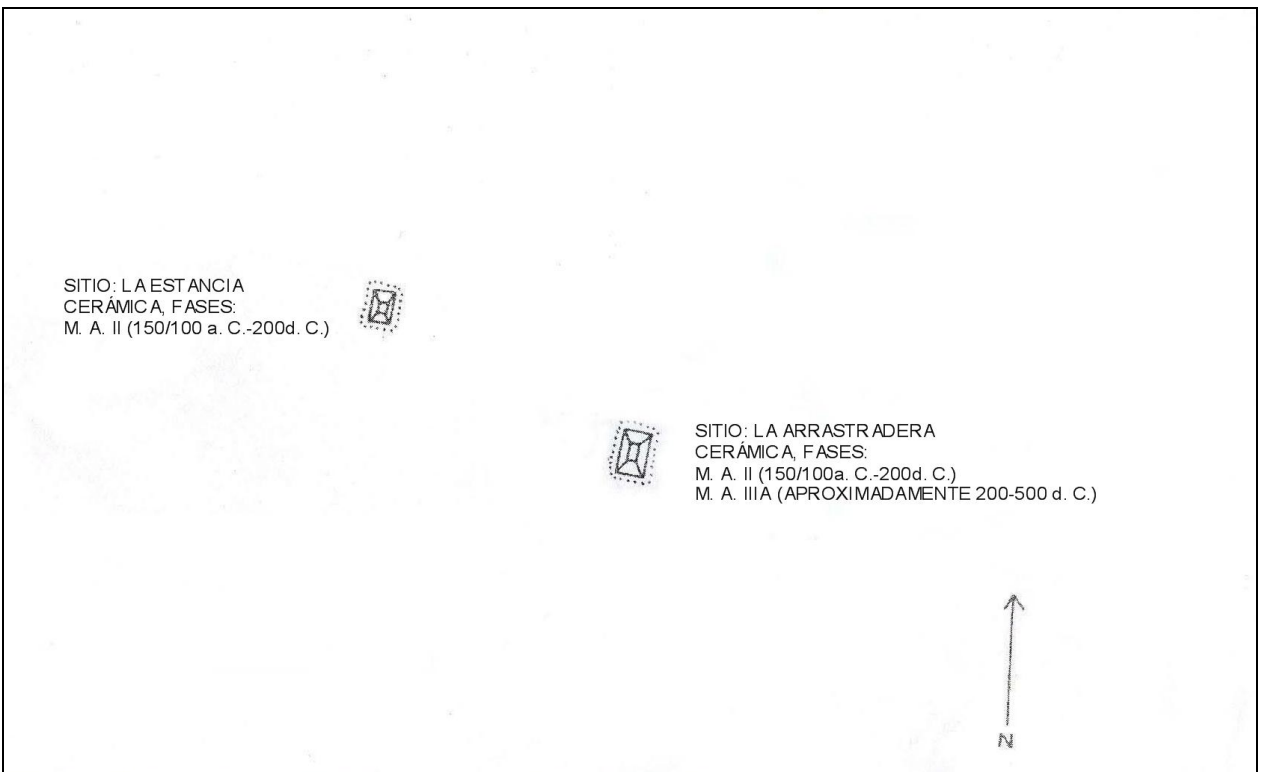 SITIO: LA ESTANCIA
CERÁMICA, FASES:
M. A. II (150/100 a. C.-200d. C.)
SITIO: LA ARRASTRADERA
CERÁMICA, FASES:
M. A. II (150/100a. C.-200d. C.)
M. A. IIIA (APROXIMADAMENTE 200-500 d. C.)
N